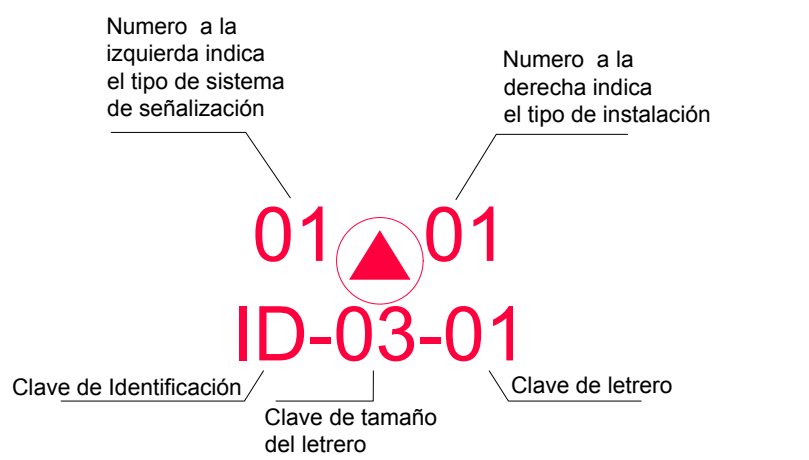 Numero a la
izquierda indica
el tipo de sistema
de señalización
Numero a la
derecha indica
el tipo de instalación
01 01
ID-03-01
Clave de Identificación
Clave de tamaño
del letrero
Clave de letrero